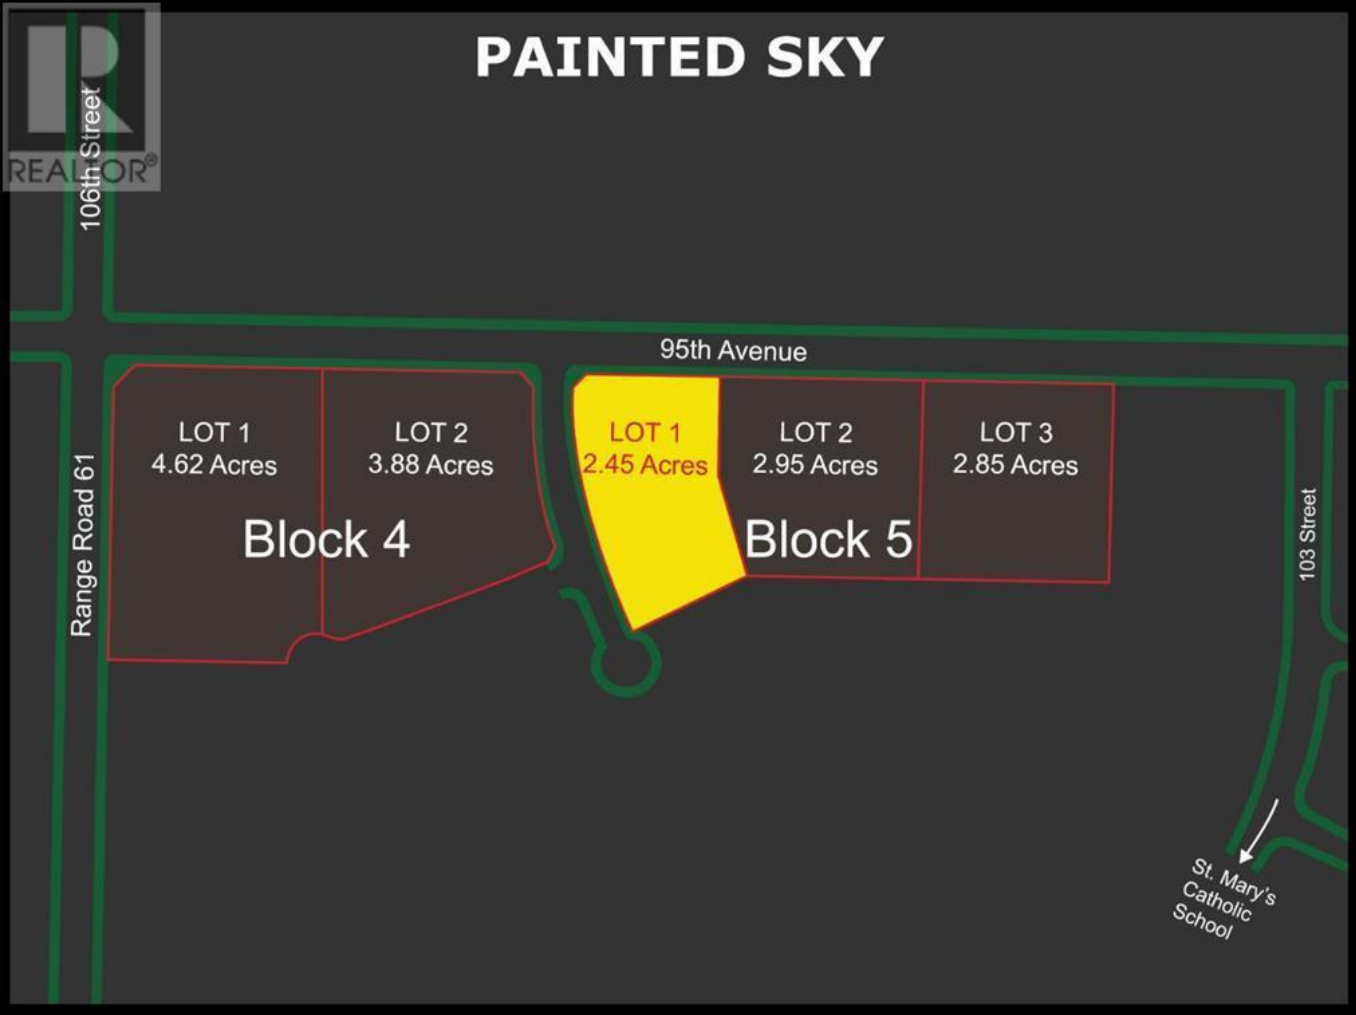 PAINTED SKY
REALTOR®
106th Street
95th Avenue
LOT 1
4.62 Acres
LOT 2
3.88 Acres
Block 4
LOT 1
2.45 Acres
LOT 2
2.95 Acres
LOT 3
2.85 Acres
Block 5
Range Road 61
103 Street
St. Mary's
Catholic
School